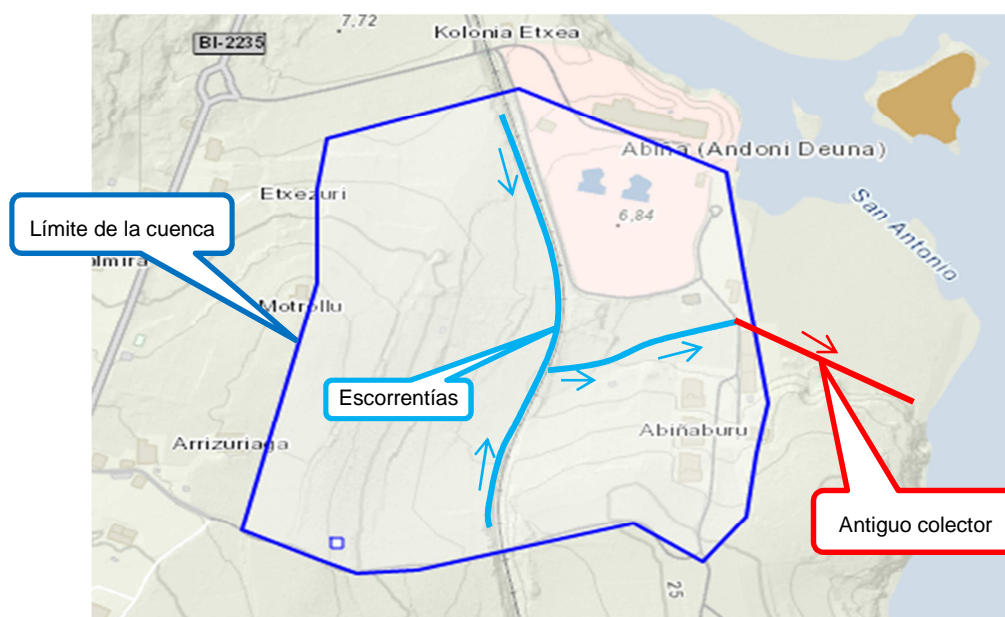 7,72
Kolonia Etxea
BI-2235
Abiña (Andoni Deuna)
Etxezuri
6,84
San Antonio
Límite de la cuenca
Motrollu
Escorrentías
Arrizuriaga
Abiñaburu
Antiguo colector
25